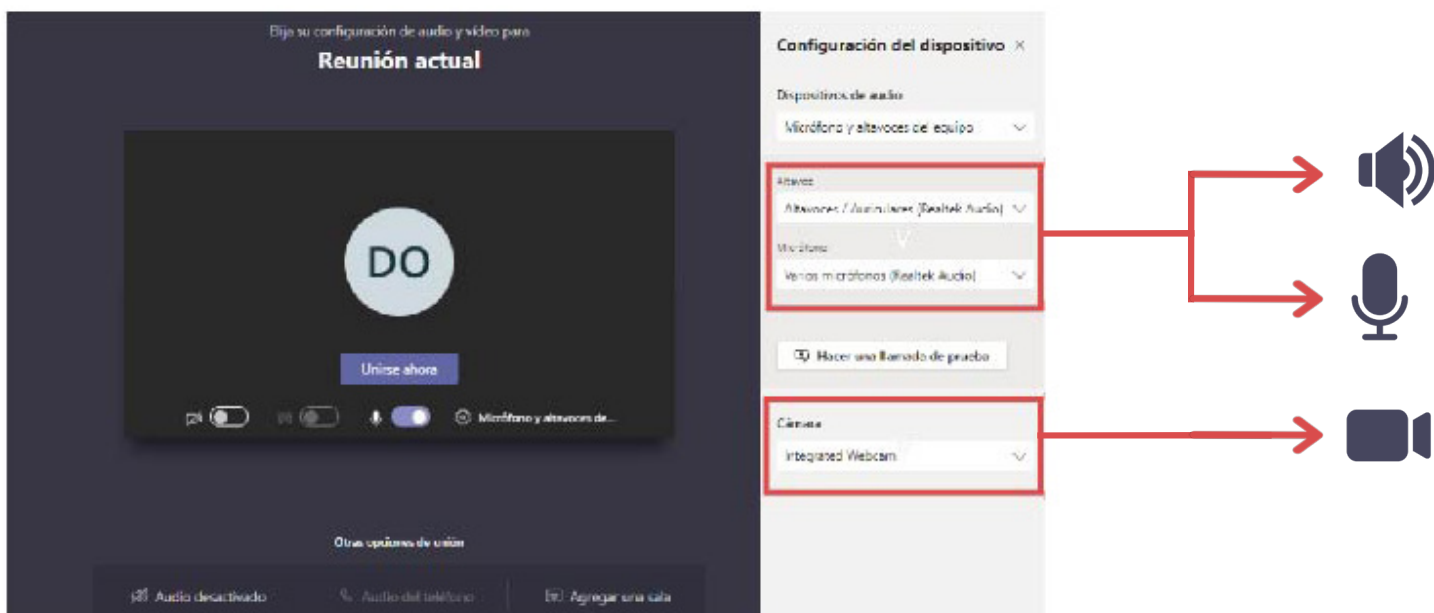 Elija su configuración de audio y vídeo para
Reunión actual
DO
Unirse ahora
Micrófono y altavoces de...
Otras opciones de unión
Audio desactivado
Audio del teléfono
Agregar una sala
Configuración del dispositivo
Dispositivos de audio
Micrófono y altavoces del equipo
Altavoz
Altavoces / Auriculares (Realtek Audio)
Micrófono
Varios micrófonos (Realtek Audio)
Hacer una llamada de prueba
Cámara
Integrated Webcam